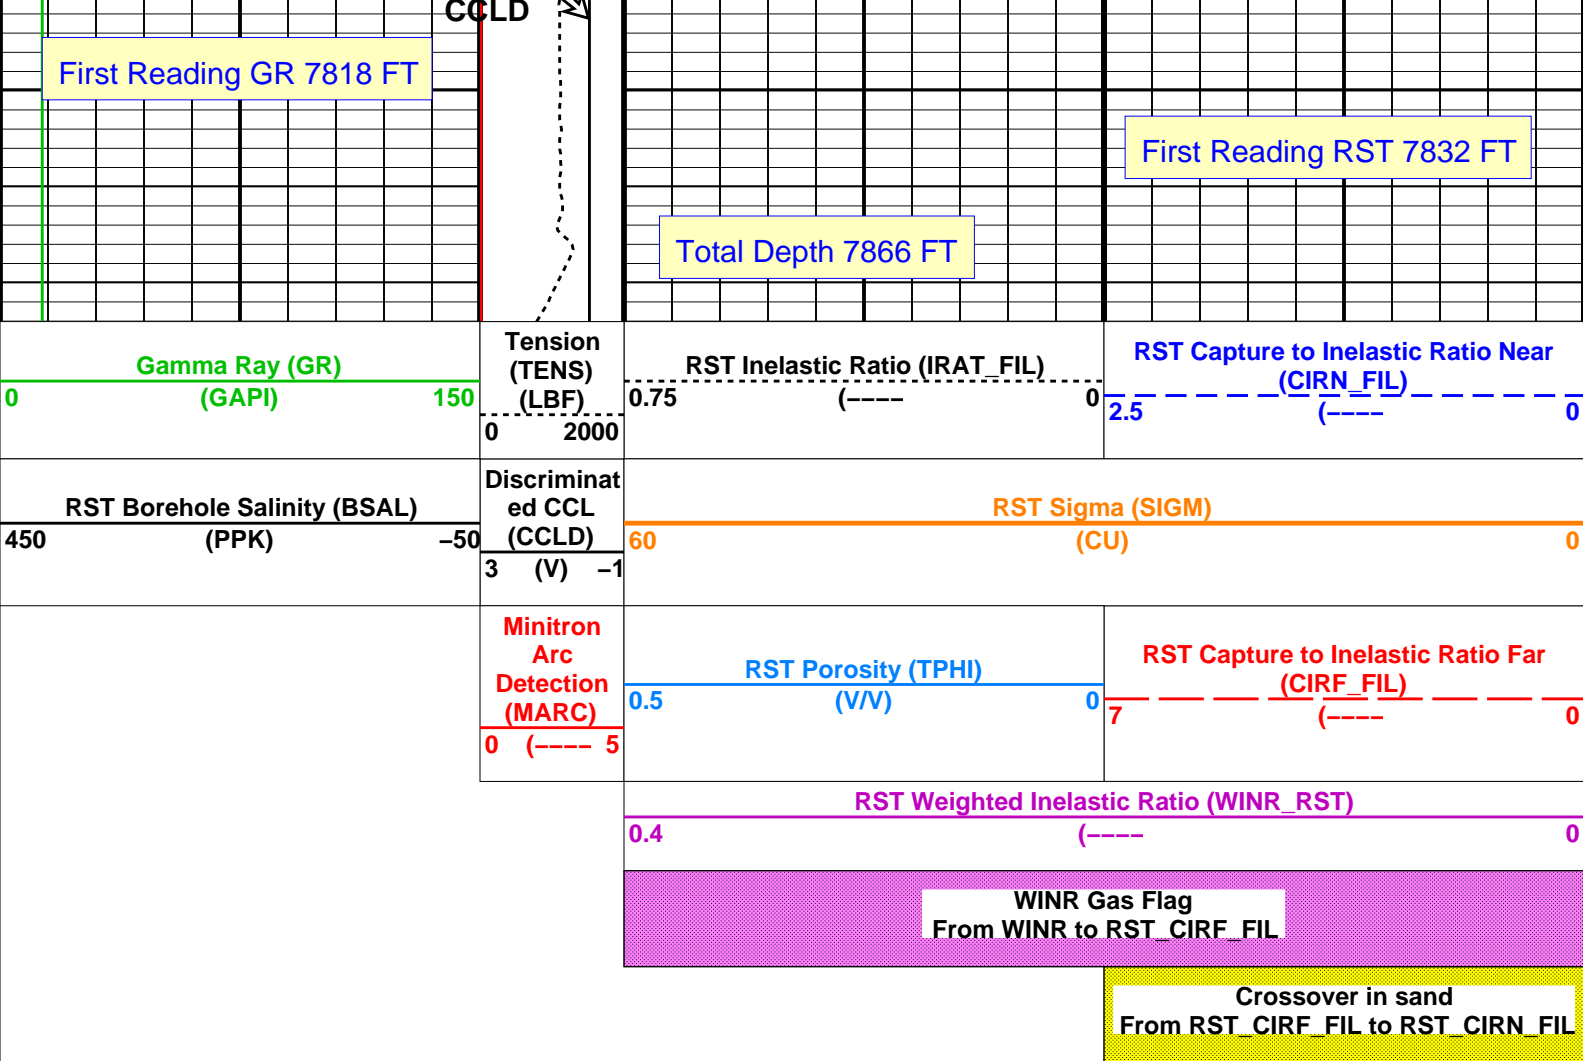 CCLD
First Reading GR 7818 FT
First Reading RST 7832 FT
Total Depth 7866 FT
Gamma Ray (GR)
0 (GAPI) 150
Tension
(TENS)
(LBF)
0 2000
RST Inelastic Ratio (IRAT_FIL)
0.75 (---- 0
RST Capture to Inelastic Ratio Near
(CIRN_FIL)
2.5 (---- 0
RST Borehole Salinity (BSAL)
450 (PPK) -50
Discriminat
ed CCL
(CCLD)
3 (V) -1
RST Sigma (SIGM)
60 (CU) 0
Minitron
Arc
Detection
(MARC)
0 (---- 5
RST Porosity (TPHI)
0.5 (V/V) 0
RST Capture to Inelastic Ratio Far
(CIRF_FIL)
7 (---- 0
RST Weighted Inelastic Ratio (WINR_RST)
0.4 (---- 0
WINR Gas Flag
From WINR to RST_CIRF_FIL
Crossover in sand
From RST_CIRF_FIL to RST_CIRN_FIL